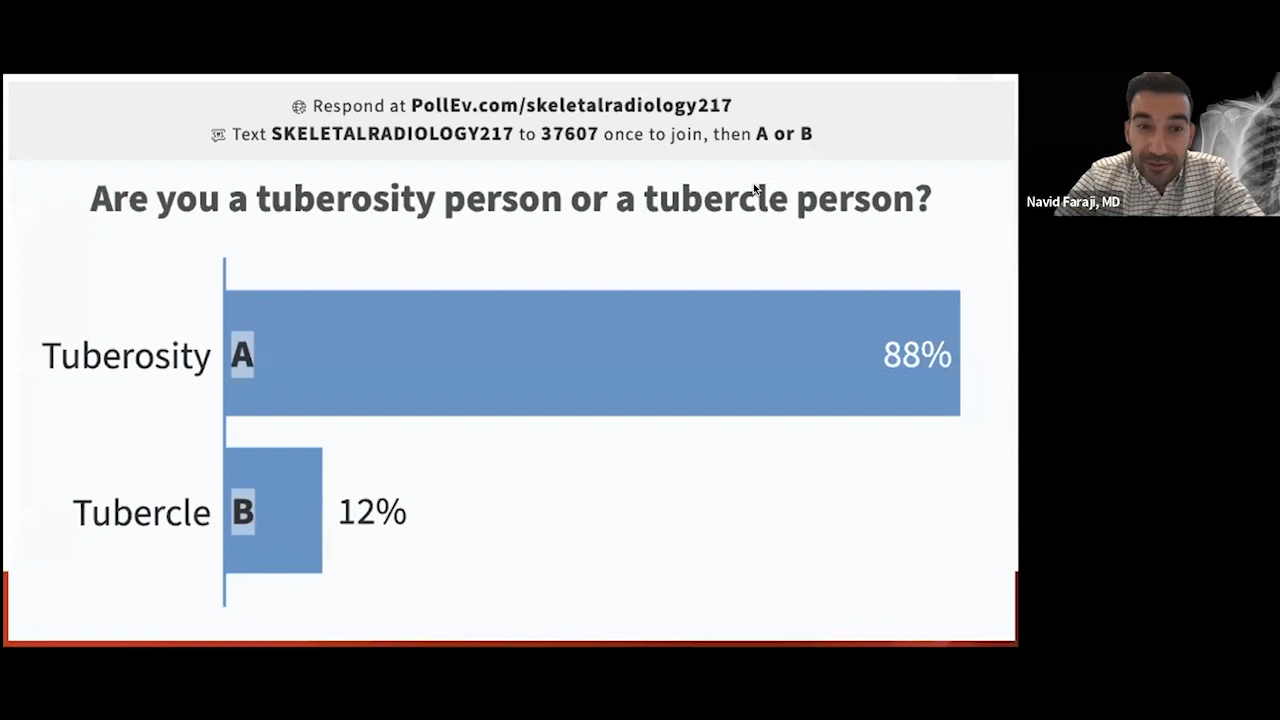 Respond at PollEv.com/skeletalradiology217
Text SKELETALRADIOLOGY217 to 37607 once to join, then A or B
Are you a tuberosity person or a tubercle person?
Tuberosity A 88%
Tubercle B 12%
Navid Faraji, MD